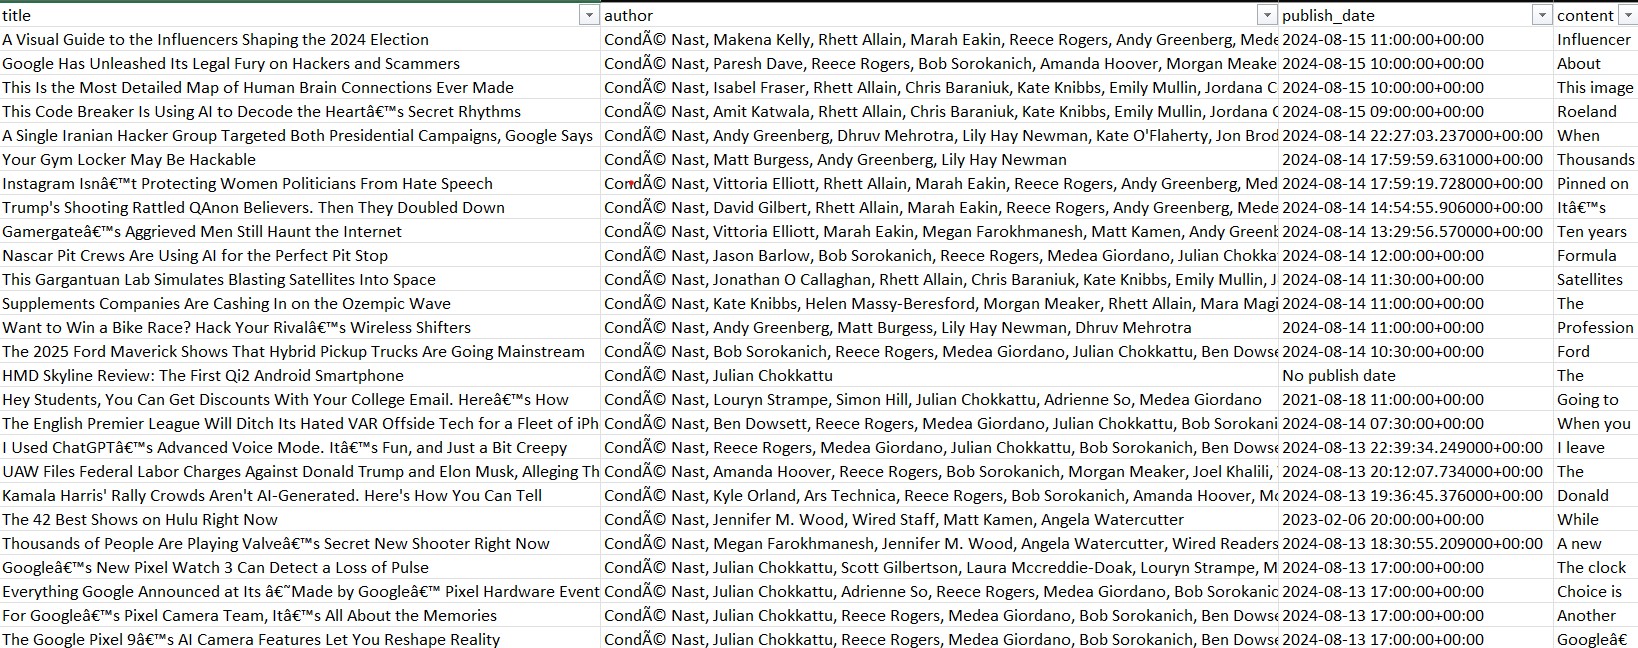 title author publish_date content
A Visual Guide to the Influencers Shaping the 2024 Election CondÃ© Nast, Makena Kelly, Rhett Allain, Marah Eakin, Reece Rogers, Andy Greenberg, Mede 2024-08-15 11:00:00+00:00 Influencer
Google Has Unleashed Its Legal Fury on Hackers and Scammers CondÃ© Nast, Paresh Dave, Reece Rogers, Bob Sorokanich, Amanda Hoover, Morgan Meake 2024-08-15 10:00:00+00:00 About
This Is the Most Detailed Map of Human Brain Connections Ever Made CondÃ© Nast, Isabel Fraser, Rhett Allain, Chris Baraniuk, Kate Knibbs, Emily Mullin, Jordana C 2024-08-15 10:00:00+00:00 This image
This Code Breaker Is Using AI to Decode the Heartâ€™s Secret Rhythms CondÃ© Nast, Amit Katwala, Rhett Allain, Chris Baraniuk, Kate Knibbs, Emily Mullin, Jordana C 2024-08-15 09:00:00+00:00 Roeland
A Single Iranian Hacker Group Targeted Both Presidential Campaigns, Google Says CondÃ© Nast, Andy Greenberg, Dhruv Mehrotra, Lily Hay Newman, Kate O'Flaherty, Jon Brod 2024-08-14 22:27:03.237000+00:00 When
Your Gym Locker May Be Hackable CondÃ© Nast, Matt Burgess, Andy Greenberg, Lily Hay Newman 2024-08-14 17:59:59.631000+00:00 Thousands
Instagram Isnâ€™t Protecting Women Politicians From Hate Speech CondÃ© Nast, Vittoria Elliott, Rhett Allain, Marah Eakin, Reece Rogers, Andy Greenberg, Med 2024-08-14 17:59:19.728000+00:00 Pinned on
Trump's Shooting Rattled QAnon Believers. Then They Doubled Down CondÃ© Nast, David Gilbert, Rhett Allain, Marah Eakin, Reece Rogers, Andy Greenberg, Mede 2024-08-14 14:54:55.906000+00:00 Itâ€™s
Gamergateâ€™s Aggrieved Men Still Haunt the Internet CondÃ© Nast, Vittoria Elliott, Marah Eakin, Megan Farokhmanesh, Matt Kamen, Andy Greenb 2024-08-14 13:29:56.570000+00:00 Ten years
Nascar Pit Crews Are Using AI for the Perfect Pit Stop CondÃ© Nast, Jason Barlow, Bob Sorokanich, Reece Rogers, Medea Giordano, Julian Chokka 2024-08-14 12:00:00+00:00 Formula
This Gargantuan Lab Simulates Blasting Satellites Into Space CondÃ© Nast, Jonathan O Callaghan, Rhett Allain, Chris Baraniuk, Kate Knibbs, Emily Mullin, J 2024-08-14 11:30:00+00:00 Satellites
Supplements Companies Are Cashing In on the Ozempic Wave CondÃ© Nast, Kate Knibbs, Helen Massy-Beresford, Morgan Meaker, Rhett Allain, Mara Magi 2024-08-14 11:00:00+00:00 The
Want to Win a Bike Race? Hack Your Rivalâ€™s Wireless Shifters CondÃ© Nast, Andy Greenberg, Matt Burgess, Lily Hay Newman, Dhruv Mehrotra 2024-08-14 11:00:00+00:00 Profession
The 2025 Ford Maverick Shows That Hybrid Pickup Trucks Are Going Mainstream CondÃ© Nast, Bob Sorokanich, Reece Rogers, Medea Giordano, Julian Chokkattu, Ben Dowse 2024-08-14 10:30:00+00:00 Ford
HMD Skyline Review: The First Qi2 Android Smartphone CondÃ© Nast, Julian Chokkattu No publish date The
Hey Students, You Can Get Discounts With Your College Email. Hereâ€™s How CondÃ© Nast, Louryn Strampe, Simon Hill, Julian Chokkattu, Adrienne So, Medea Giordano 2021-08-18 11:00:00+00:00 Going to
The English Premier League Will Ditch Its Hated VAR Offside Tech for a Fleet of iPh CondÃ© Nast, Ben Dowsett, Reece Rogers, Medea Giordano, Julian Chokkattu, Bob Sorokani 2024-08-14 07:30:00+00:00 When you
I Used ChatGPTâ€™s Advanced Voice Mode. Itâ€™s Fun, and Just a Bit Creepy CondÃ© Nast, Reece Rogers, Medea Giordano, Julian Chokkattu, Bob Sorokanich, Ben Dowse 2024-08-13 22:39:34.249000+00:00 I leave
UAW Files Federal Labor Charges Against Donald Trump and Elon Musk, Alleging Th CondÃ© Nast, Amanda Hoover, Reece Rogers, Bob Sorokanich, Morgan Meaker, Joel Khalili, 2024-08-13 20:12:07.734000+00:00 The
Kamala Harris' Rally Crowds Aren't AI-Generated. Here's How You Can Tell CondÃ© Nast, Kyle Orland, Ars Technica, Reece Rogers, Bob Sorokanich, Amanda Hoover, Mo 2024-08-13 19:36:45.376000+00:00 Donald
The 42 Best Shows on Hulu Right Now CondÃ© Nast, Jennifer M. Wood, Wired Staff, Matt Kamen, Angela Watercutter 2023-02-06 20:00:00+00:00 While
Thousands of People Are Playing Valveâ€™s Secret New Shooter Right Now CondÃ© Nast, Megan Farokhmanesh, Jennifer M. Wood, Angela Watercutter, Wired Readers 2024-08-13 18:30:55.209000+00:00 A new
Googleâ€™s New Pixel Watch 3 Can Detect a Loss of Pulse CondÃ© Nast, Julian Chokkattu, Scott Gilbertson, Laura Mccreddie-Doak, Louryn Strampe, M 2024-08-13 17:00:00+00:00 The clock
Everything Google Announced at Its â€˜Made by Googleâ€™ Pixel Hardware Event CondÃ© Nast, Julian Chokkattu, Adrienne So, Reece Rogers, Medea Giordano, Bob Sorokanic 2024-08-13 17:00:00+00:00 Choice is
For Googleâ€™s Pixel Camera Team, Itâ€™s All About the Memories CondÃ© Nast, Julian Chokkattu, Reece Rogers, Medea Giordano, Bob Sorokanich, Ben Dowse 2024-08-13 17:00:00+00:00 Another
The Google Pixel 9â€™s AI Camera Features Let You Reshape Reality CondÃ© Nast, Julian Chokkattu, Reece Rogers, Medea Giordano, Bob Sorokanich, Ben Dowse 2024-08-13 17:00:00+00:00 Googleâ€